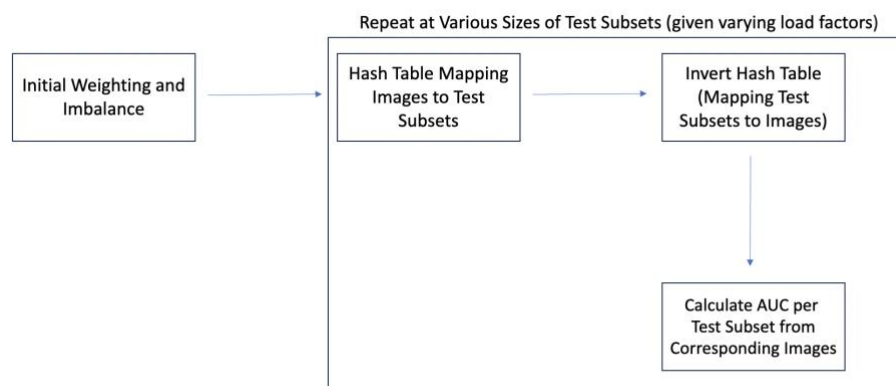 Repeat at Various Sizes of Test Subsets (given varying load factors)
Initial Weighting and
Imbalance
Hash Table Mapping
Images to Test
Subsets
Invert Hash Table
(Mapping Test
Subsets to Images)
Calculate AUC per
Test Subset from
Corresponding Images